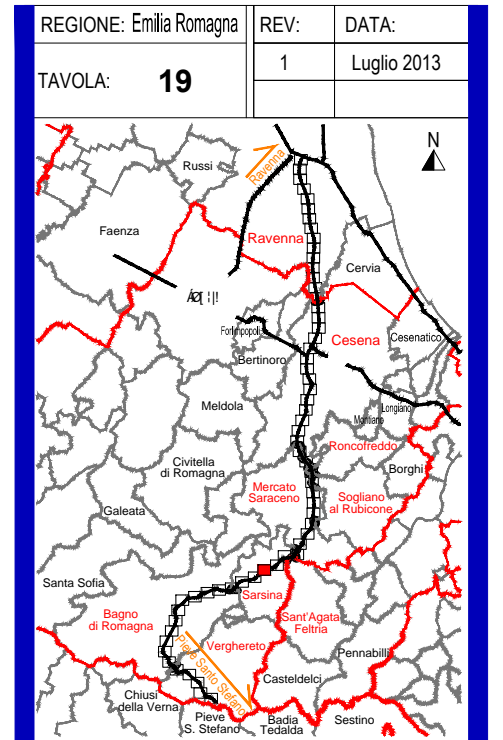 REGIONE: Emilia Romagna
REV:
DATA:
TAVOLA: 19
1
Luglio 2013
N
Russi
Ravenna
Faenza
Ravenna
Cervia
Forlimpopoli
Cesena
Cesenatico
Bertinoro
Meldola
Longiano
Montiano
Roncofreddo
Civitella
di Romagna
Borghi
Mercato
Saraceno
Sogliano
al Rubicone
Galeata
Santa Sofia
Sarsina
Bagno
di Romagna
Sant'Agata
Feltria
Verghereto
Pieve Santo Stefano
Pennabilli
Casteldelci
Chiusi
della Verna
Pieve
S. Stefano
Badia
Tedalda
Sestino